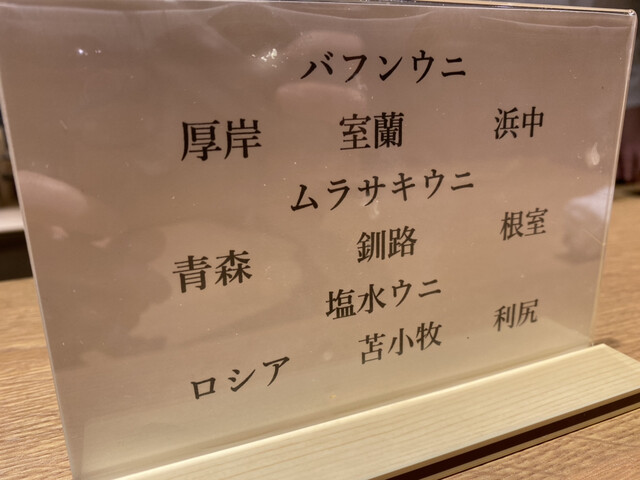 バフンウニ
厚岸 室蘭 浜中
ムラサキウニ
青森 釧路 根室
塩水ウニ
ロシア 苫小牧 利尻